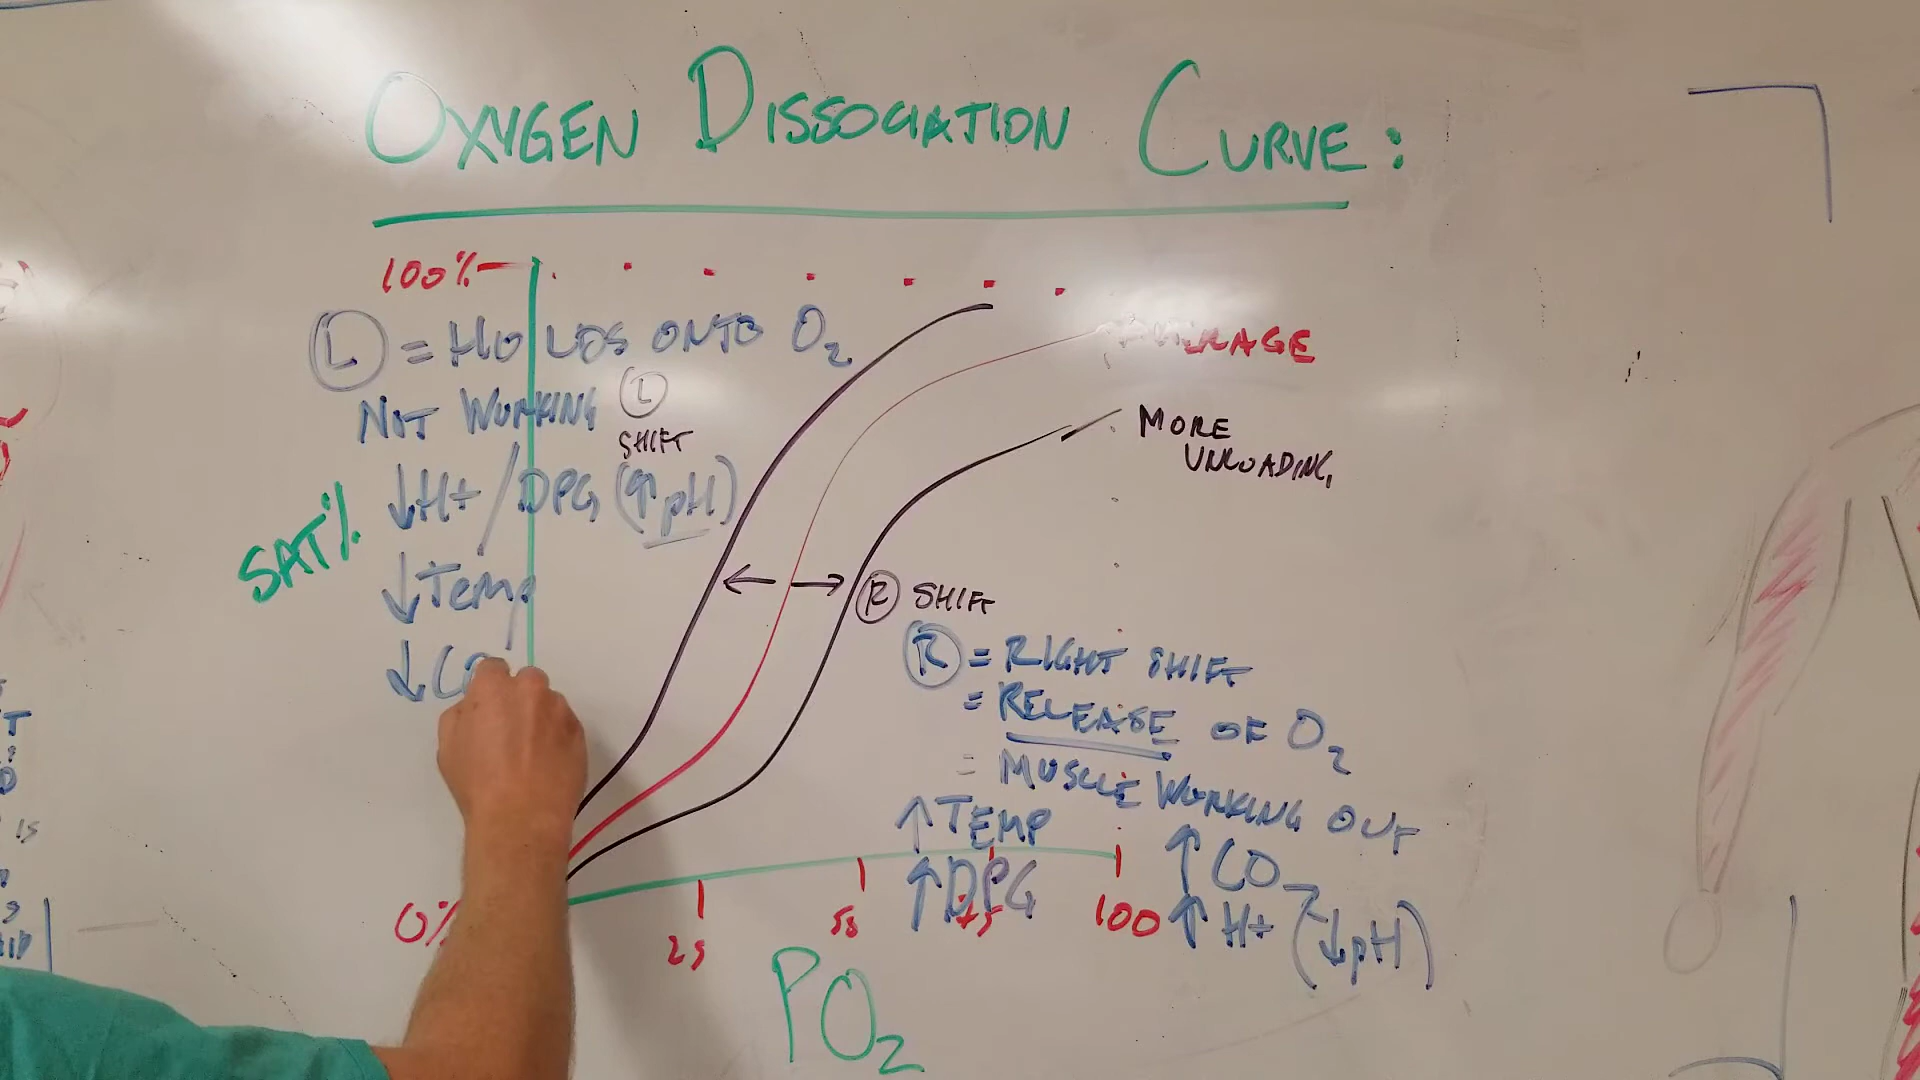 OXYGEN DISSOCIATION CURVE:
100%
L = HOLDS ONTO O2
NOT WORKING
L
SHIFT
↓H+/DPG (↑pH)
↓Temp
↓CO
SAT%
MORE
UNLOADING
R SHIFT
R = RIGHT SHIFT
= RELEASE OF O2
= MUSCLE WORKING OUT
↑TEMP
↑DPG
↑CO2
↑H+ (↓pH)
0%
25
50
75
100
PO2